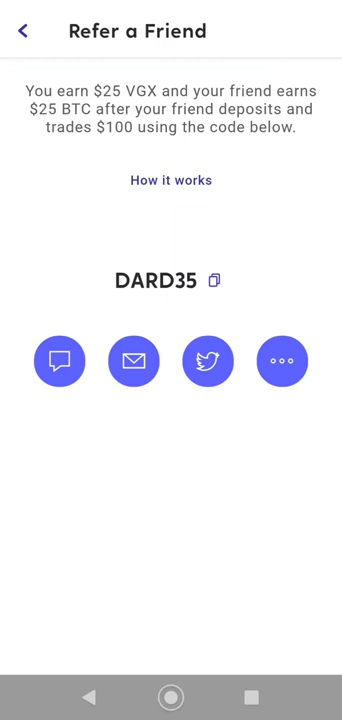 Refer a Friend
You earn $25 VGX and your friend earns
$25 BTC after your friend deposits and
trades $100 using the code below.
How it works
DARD35